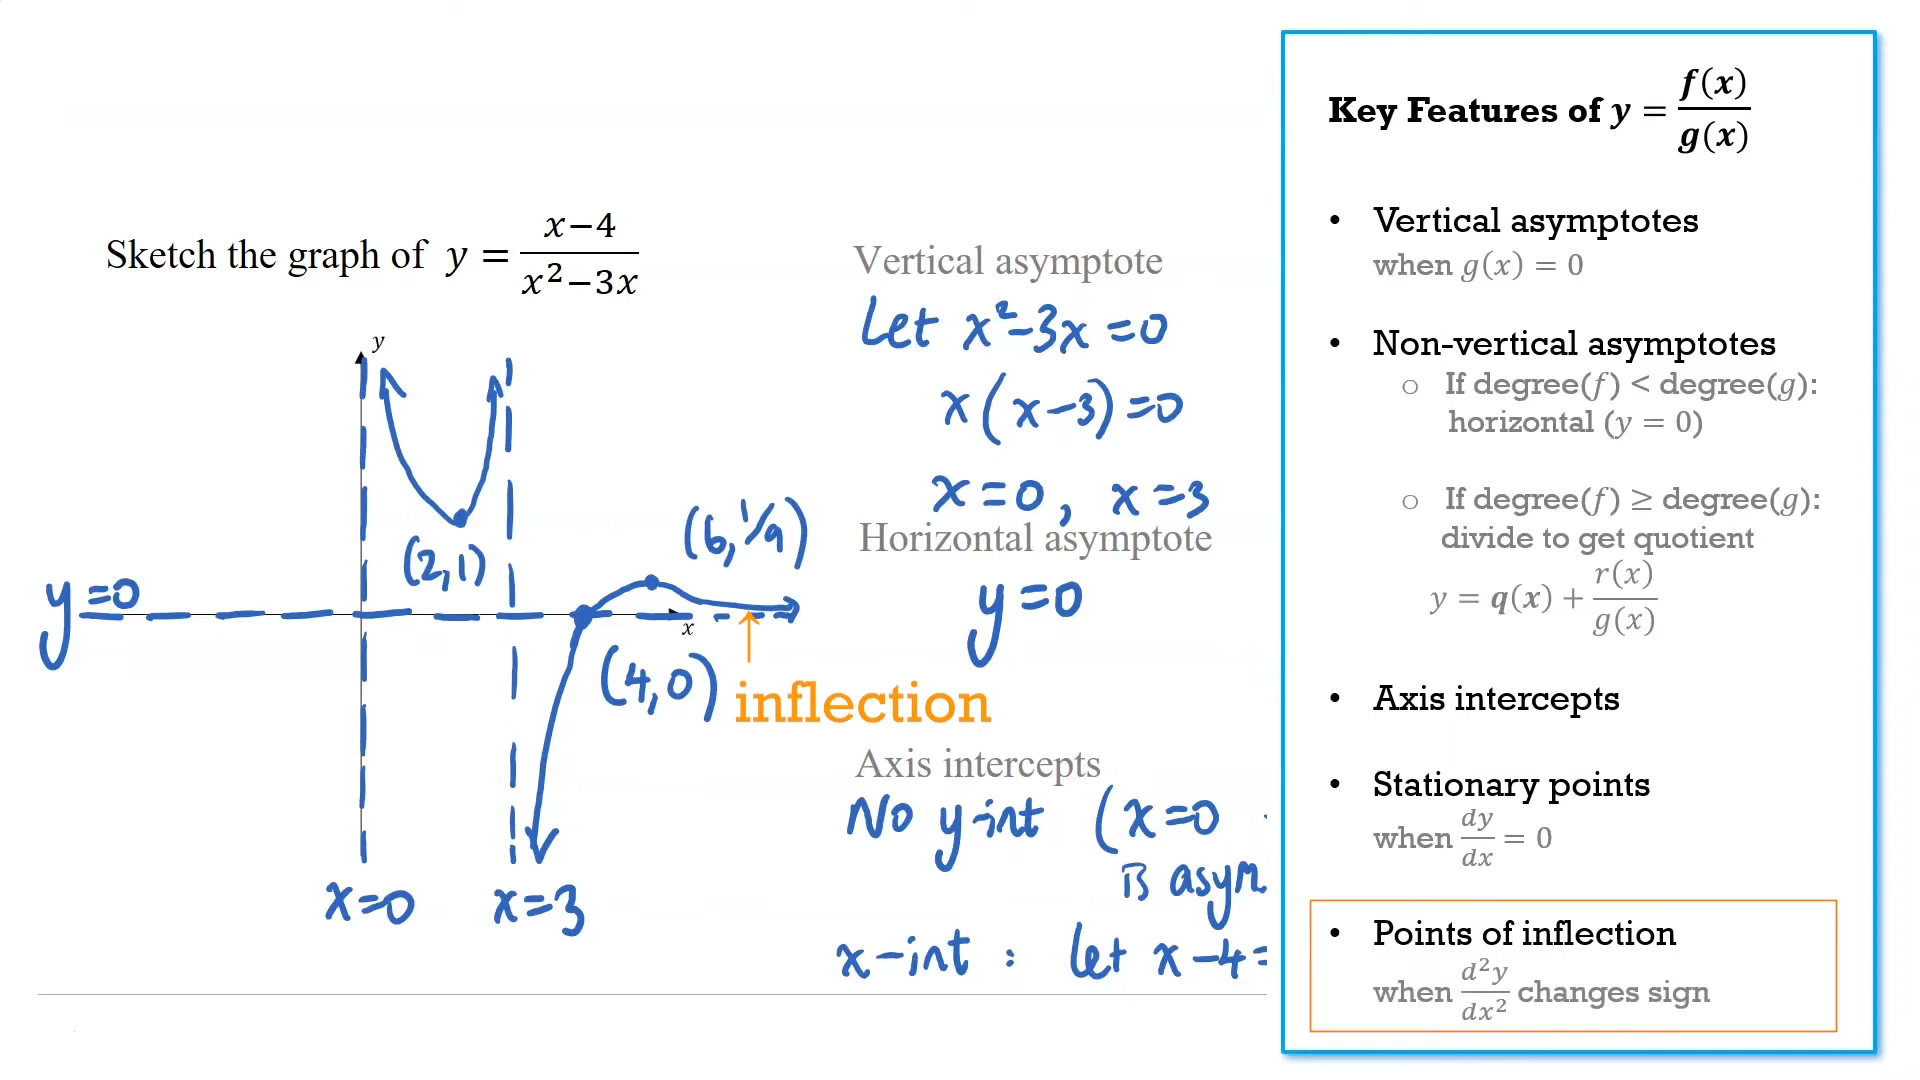 Sketch the graph of y = x−4 / x²−3x
y
(6, 1/9)
(2,1)
y=0
x
(4,0)
inflection
x=0
x=3
Vertical asymptote
Let x²-3x=0
x(x-3)=0
x=0, x=3
Horizontal asymptote
y=0
Axis intercepts
No y-int (x=0
is asym
x-int : let x-4=
Key Features of y = f(x)/g(x)
• Vertical asymptotes
when g(x) = 0
• Non-vertical asymptotes
○ If degree(f) < degree(g):
horizontal (y = 0)
○ If degree(f) ≥ degree(g):
divide to get quotient
y = q(x) + r(x)/g(x)
• Axis intercepts
• Stationary points
when dy/dx = 0
• Points of inflection
when d²y/dx² changes sign